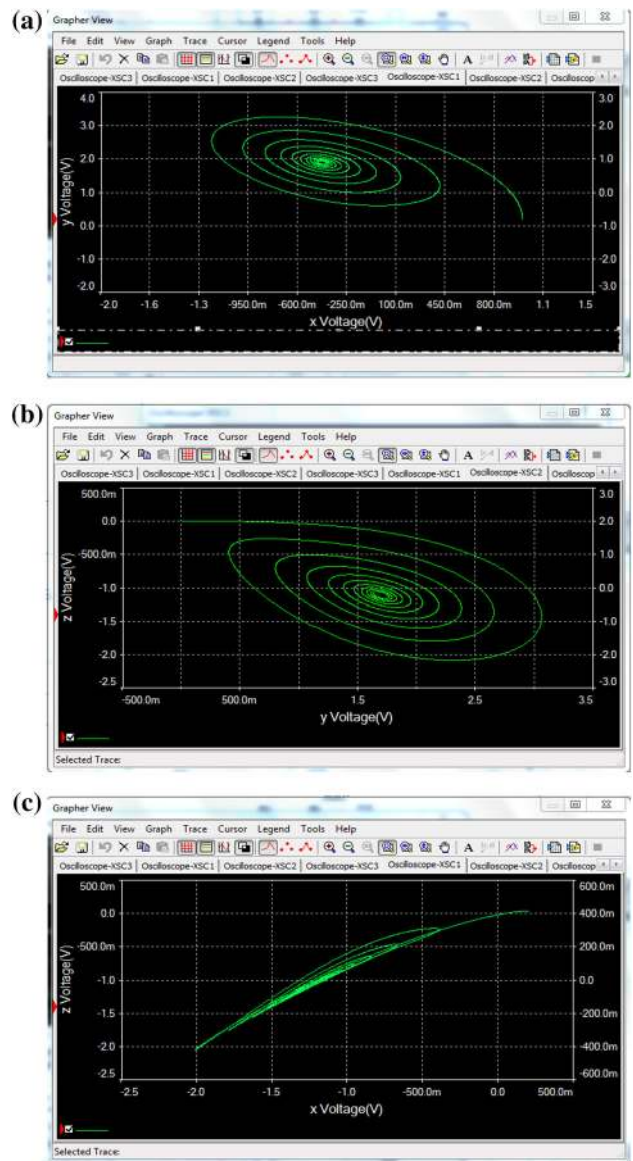 (a)
Grapher View
File Edit View Graph Trace Cursor Legend Tools Help
Oscilloscope-XSC3 Oscilloscope-XSC1 Oscilloscope-XSC2 Oscilloscope-XSC3 Oscilloscope-XSC1 Oscilloscope-XSC2 Oscilloscop
4.0 3.0
3.0 2.0
2.0 1.0
1.0 0.0
0.0 -1.0
-1.0 -2.0
-2.0 -3.0
y Voltage(V)
-2.0 -1.6 -1.3 -950.0m -600.0m -250.0m 100.0m 450.0m 800.0m 1.1 1.5
x Voltage(V)
(b)
Grapher View
File Edit View Graph Trace Cursor Legend Tools Help
Oscilloscope-XSC3 Oscilloscope-XSC1 Oscilloscope-XSC2 Oscilloscope-XSC3 Oscilloscope-XSC1 Oscilloscope-XSC2 Oscilloscop
500.0m 3.0
0.0 2.0
-500.0m 1.0
-1.0 0.0
-1.5 -1.0
-2.0 -2.0
-2.5 -3.0
z Voltage(V)
-500.0m 500.0m 1.5 2.5 3.5
y Voltage(V)
Selected Trace:
(c)
Grapher View
File Edit View Graph Trace Cursor Legend Tools Help
Oscilloscope-XSC3 Oscilloscope-XSC1 Oscilloscope-XSC2 Oscilloscope-XSC3 Oscilloscope-XSC1 Oscilloscope-XSC2 Oscilloscop
500.0m 600.0m
0.0 400.0m
-500.0m 200.0m
-1.0 0.0
-1.5 -200.0m
-2.0 -400.0m
-2.5 -600.0m
z Voltage(V)
-2.5 -2.0 -1.5 -1.0 -500.0m 0.0 500.0m
x Voltage(V)
Selected Trace: